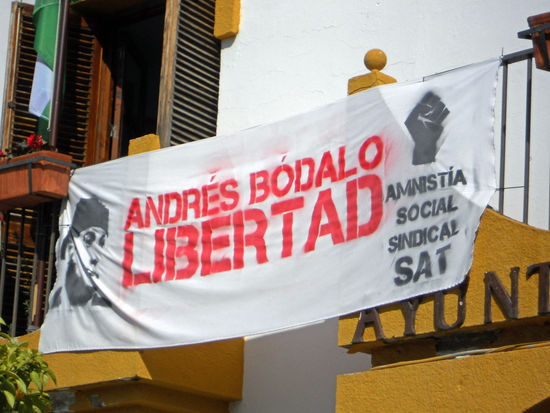 ANDRÉS BÓDALO
LIBERTAD
AMNISTÍA
SOCIAL
SINDICAL
SAT
AYUNT